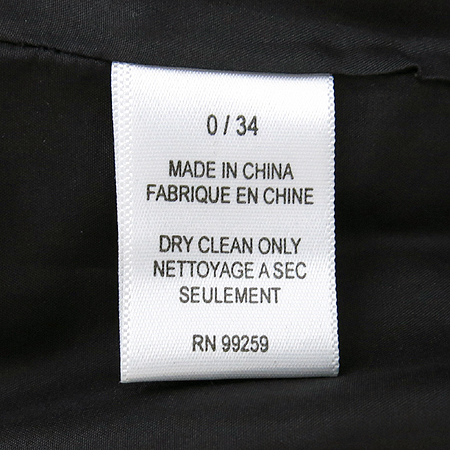 0 / 34
MADE IN CHINA
FABRIQUE EN CHINE
DRY CLEAN ONLY
NETTOYAGE A SEC
SEULEMENT
RN 99259